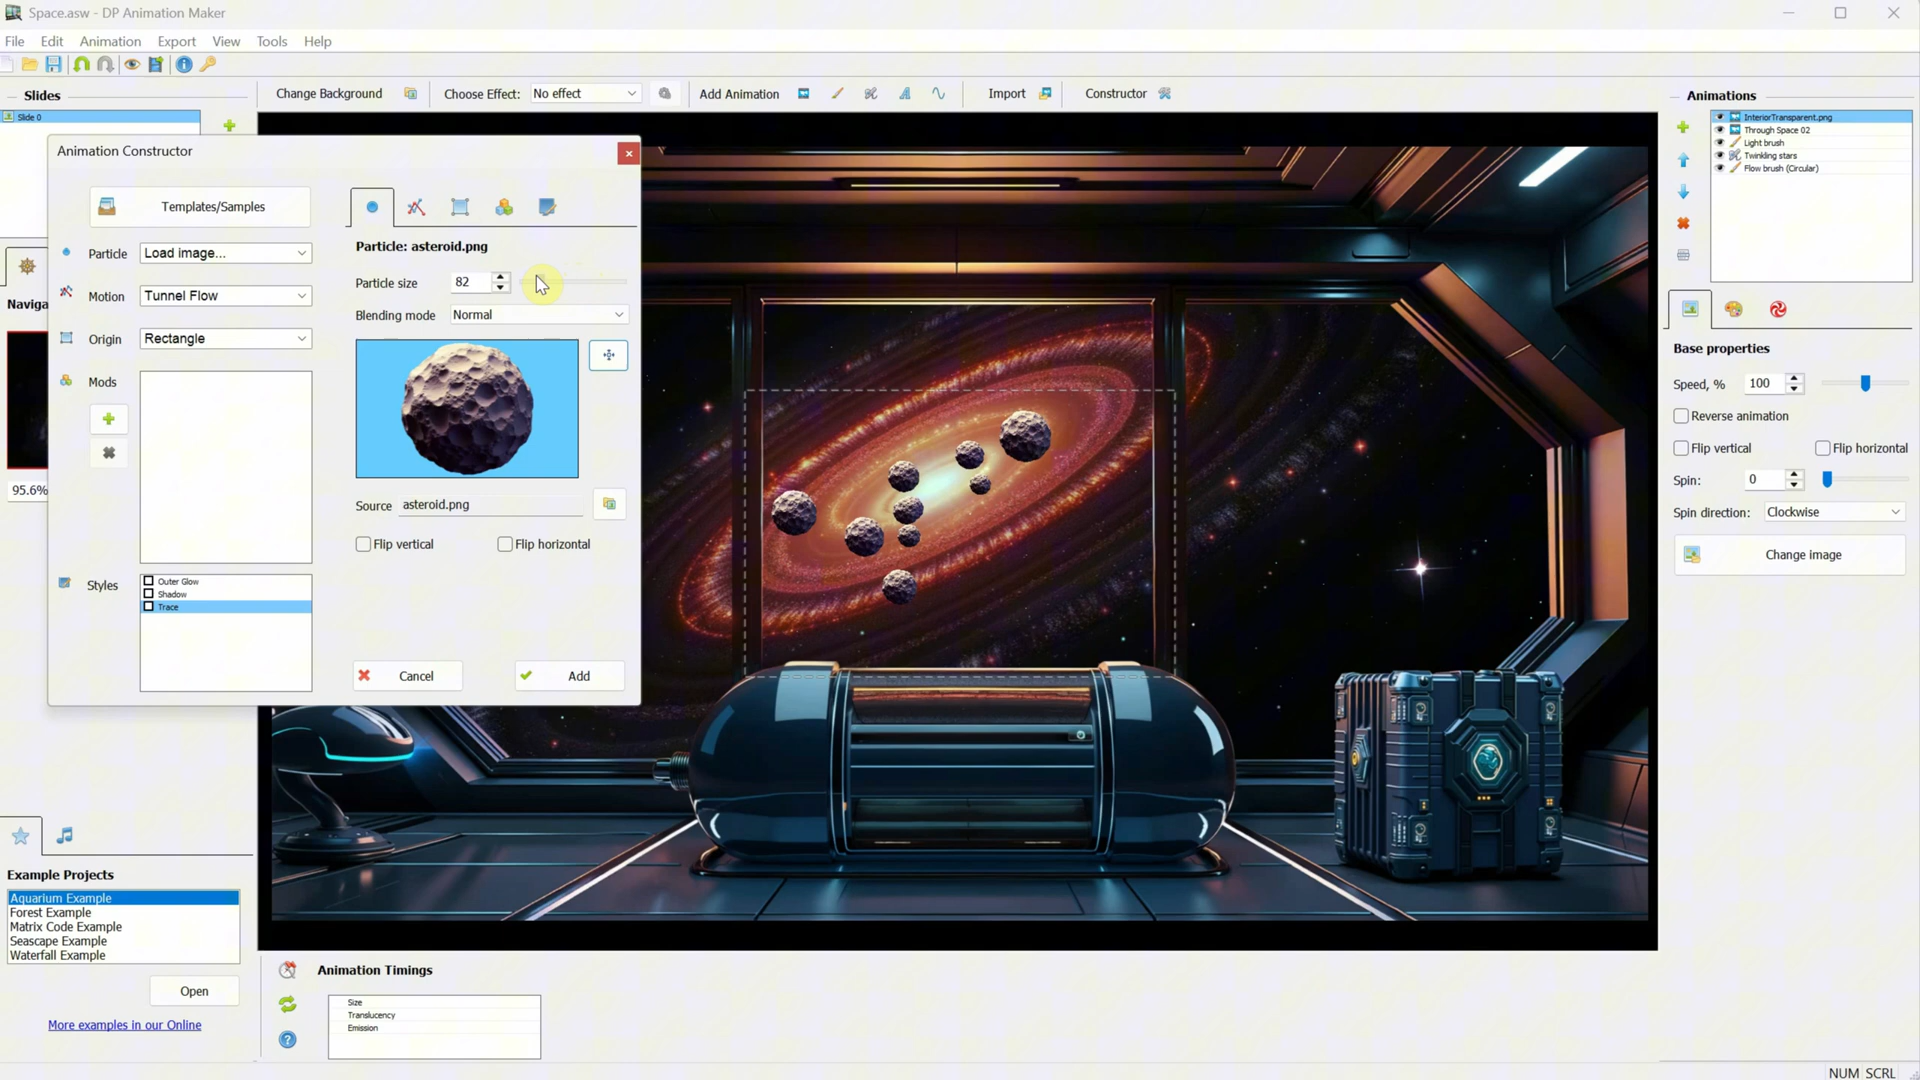 Space.asw - DP Animation Maker
File Edit Animation Export View Tools Help
Slides
Slide 0
Change Background
Choose Effect: No effect
Add Animation
Import
Constructor
Animations
InteriorTransparent.png
Through Space 02
Light brush
Twinkling stars
Flow brush (Circular)
Animation Constructor
Templates/Samples
Particle Load image...
Motion Tunnel Flow
Origin Rectangle
Mods
Styles
Outer Glow
Shadow
Trace
Particle: asteroid.png
Particle size 82
Blending mode Normal
Source asteroid.png
Flip vertical Flip horizontal
Cancel Add
Naviga
95.6%
Base properties
Speed, % 100
Reverse animation
Flip vertical Flip horizontal
Spin: 0
Spin direction: Clockwise
Change image
Example Projects
Aquarium Example
Forest Example
Matrix Code Example
Seascape Example
Waterfall Example
Open
More examples in our Online
Animation Timings
Size
Translucency
Emission
NUM SCRL